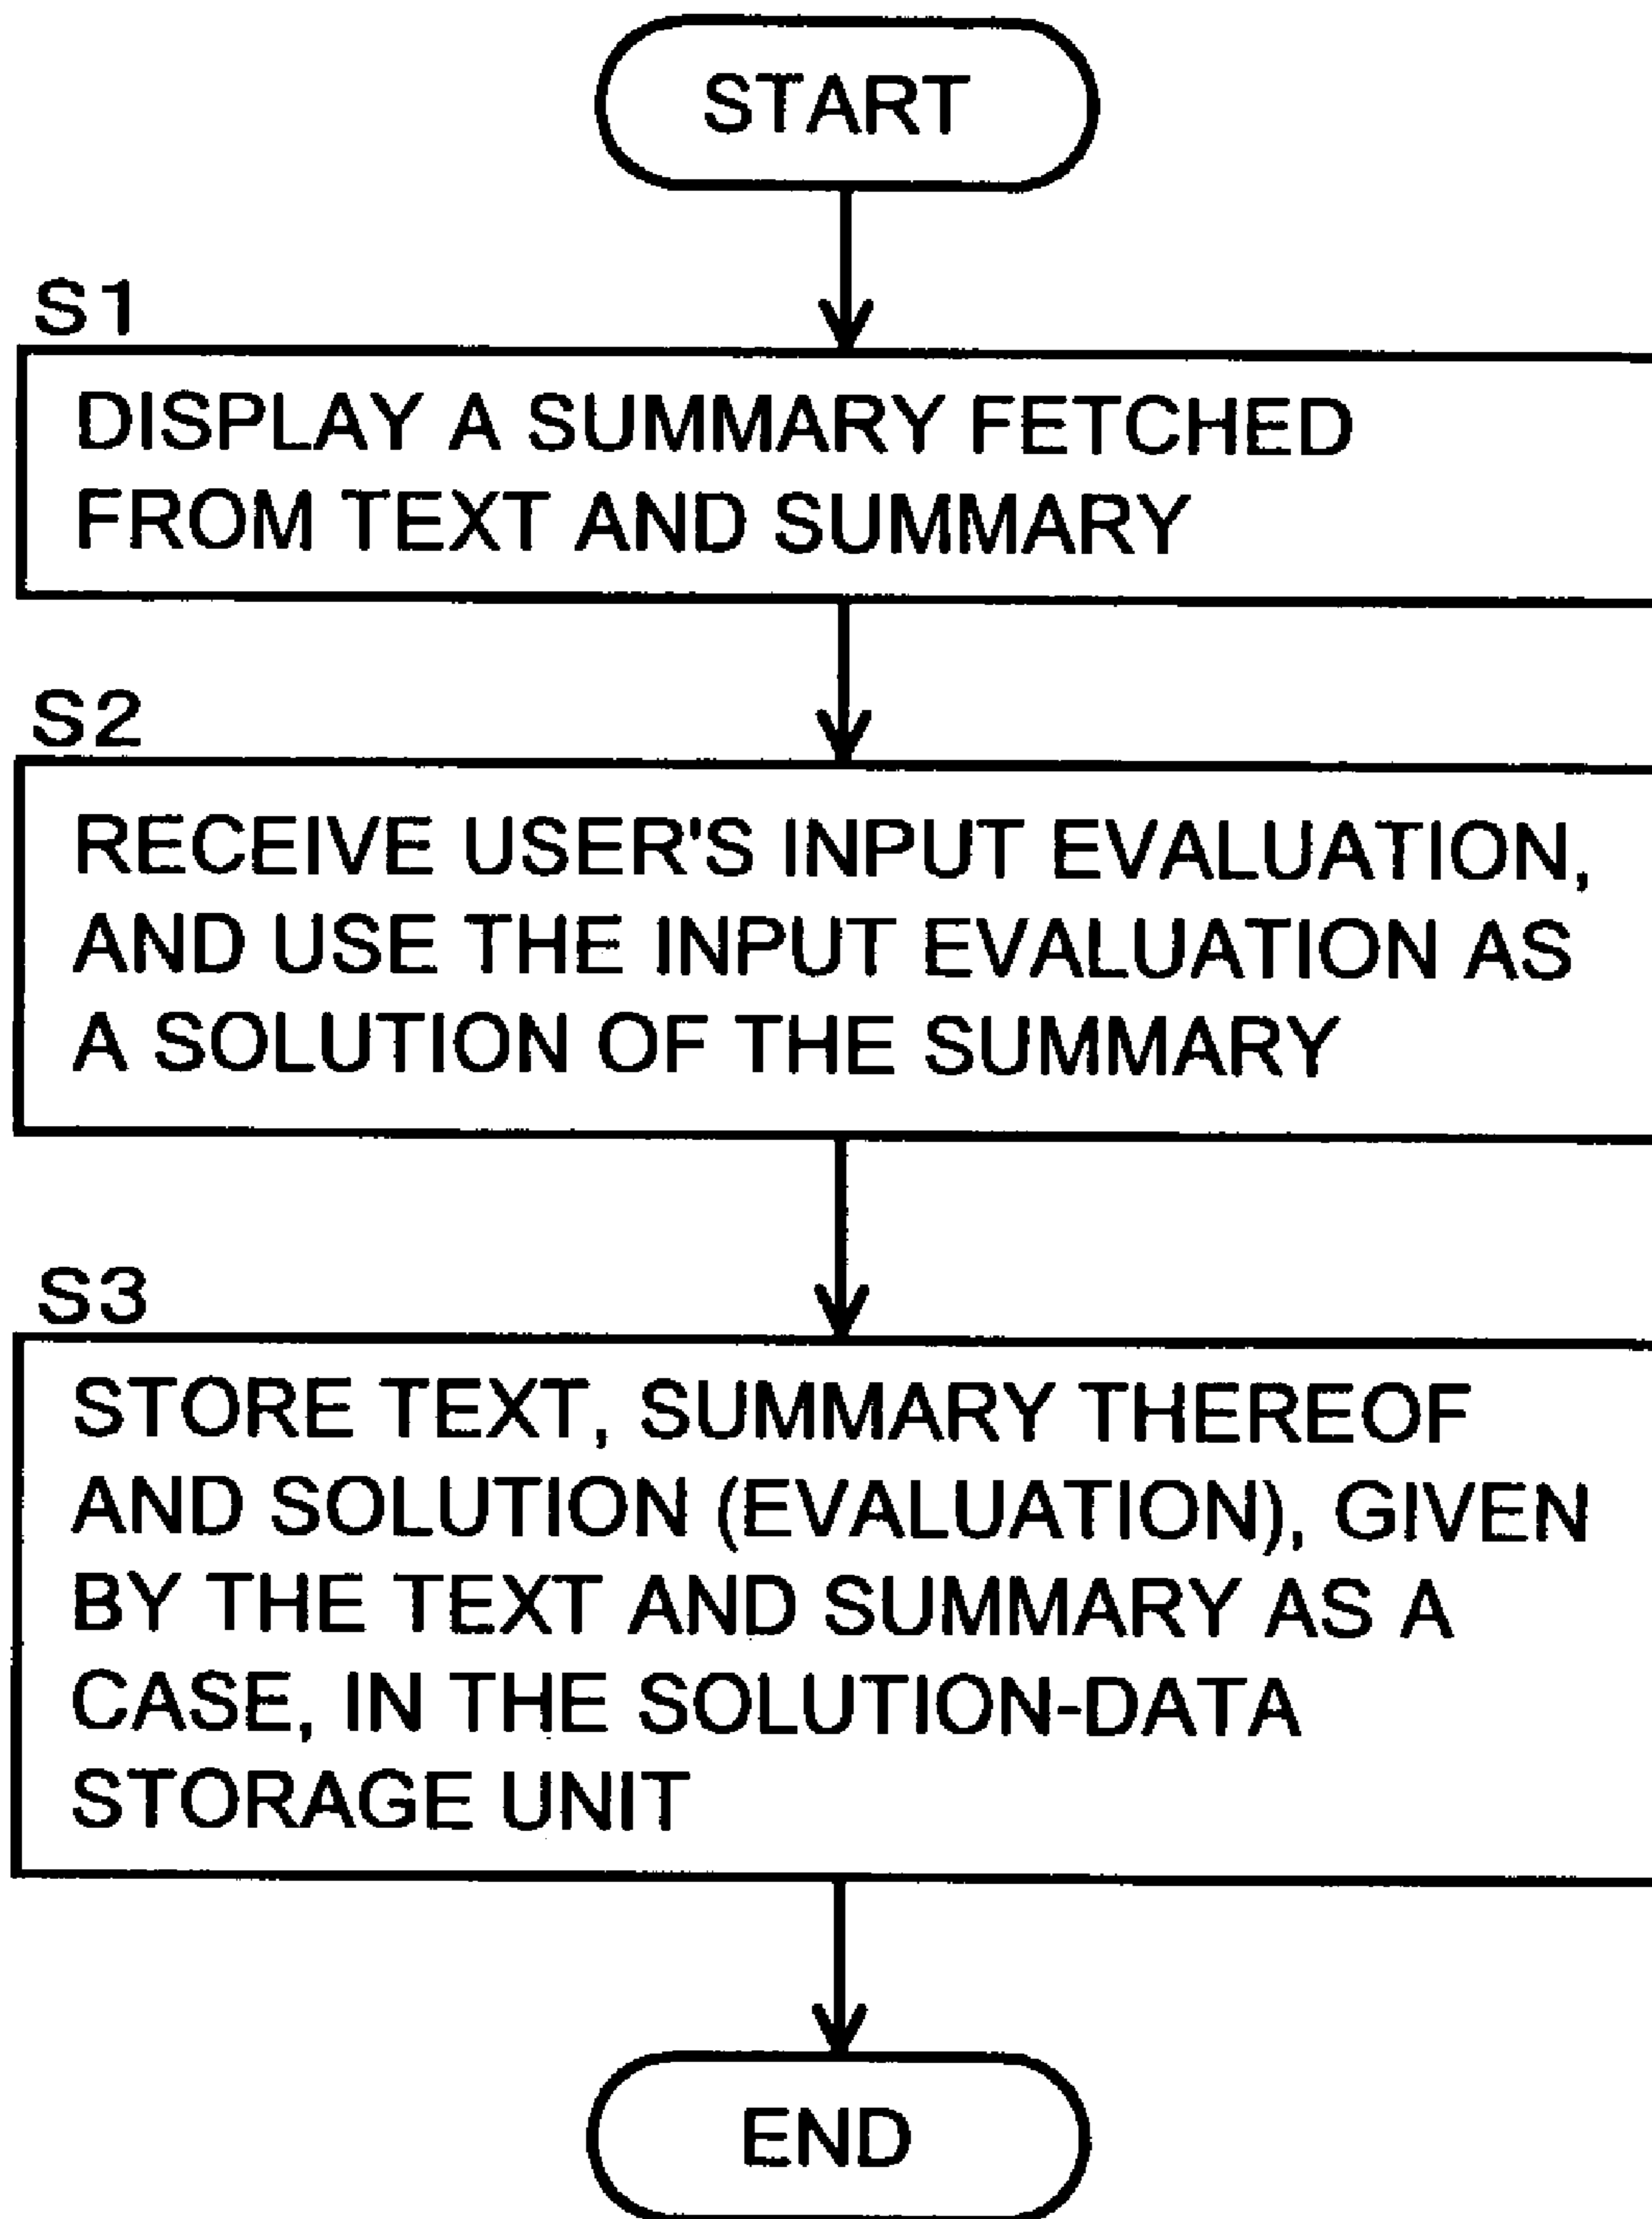 START
S1
DISPLAY A SUMMARY FETCHED
FROM TEXT AND SUMMARY
S2
RECEIVE USER'S INPUT EVALUATION,
AND USE THE INPUT EVALUATION AS
A SOLUTION OF THE SUMMARY
S3
STORE TEXT, SUMMARY THEREOF
AND SOLUTION (EVALUATION), GIVEN
BY THE TEXT AND SUMMARY AS A
CASE, IN THE SOLUTION-DATA
STORAGE UNIT
END